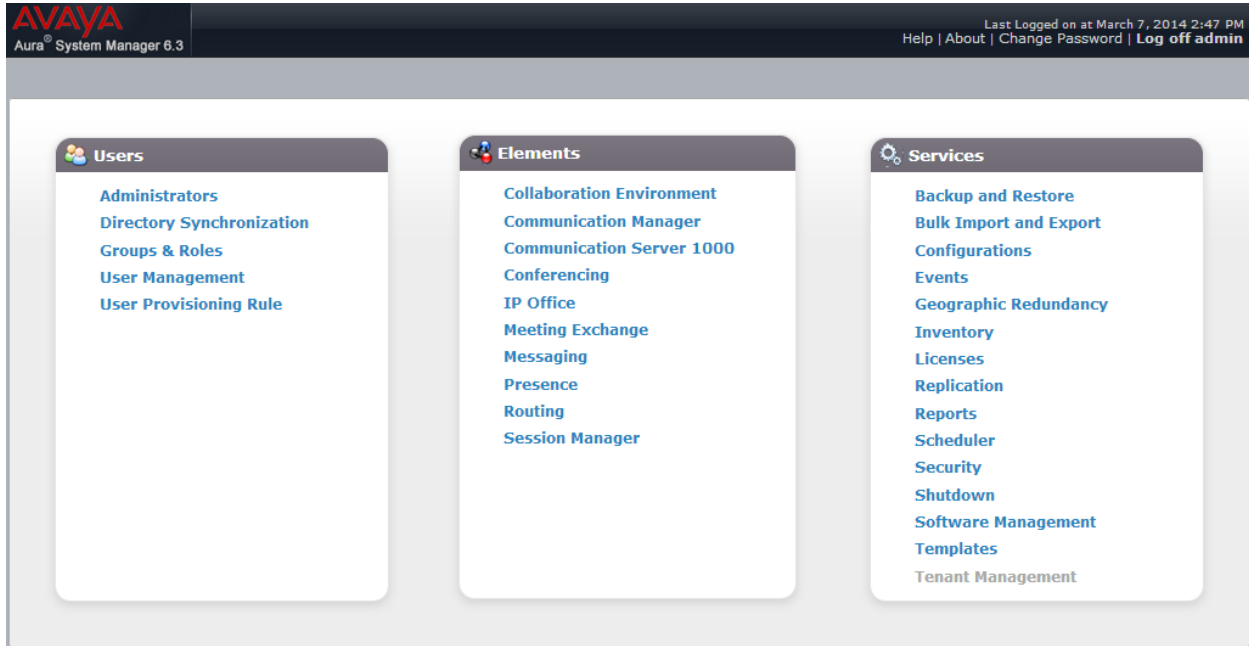 AVAYA
Aura® System Manager 6.3
Last Logged on at March 7, 2014 2:47 PM
Help | About | Change Password | Log off admin
Users
Administrators
Directory Synchronization
Groups & Roles
User Management
User Provisioning Rule
Elements
Collaboration Environment
Communication Manager
Communication Server 1000
Conferencing
IP Office
Meeting Exchange
Messaging
Presence
Routing
Session Manager
Services
Backup and Restore
Bulk Import and Export
Configurations
Events
Geographic Redundancy
Inventory
Licenses
Replication
Reports
Scheduler
Security
Shutdown
Software Management
Templates
Tenant Management